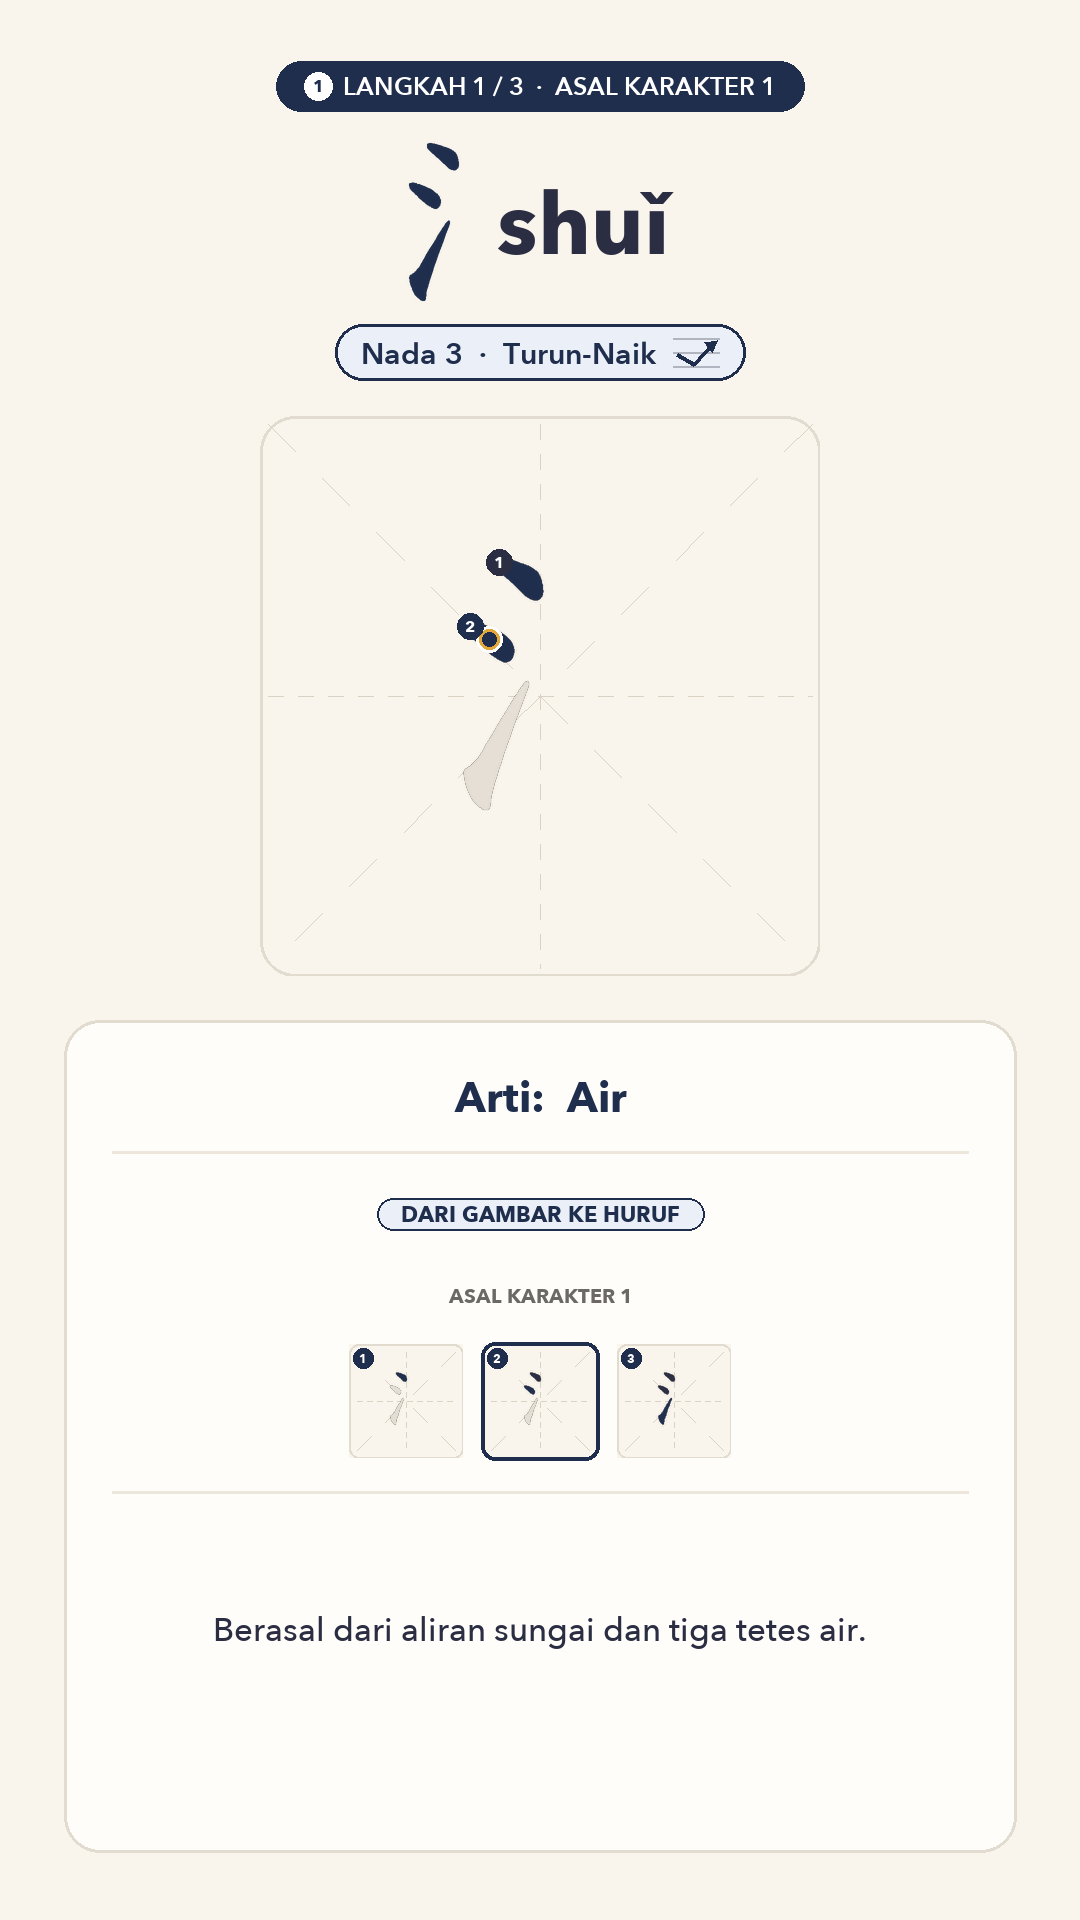 1 LANGKAH 1 / 3 · ASAL KARAKTER 1
氵 shuǐ
Nada 3 · Turun-Naik
1
2
Arti: Air
DARI GAMBAR KE HURUF
ASAL KARAKTER 1
1 2 3
Berasal dari aliran sungai dan tiga tetes air.